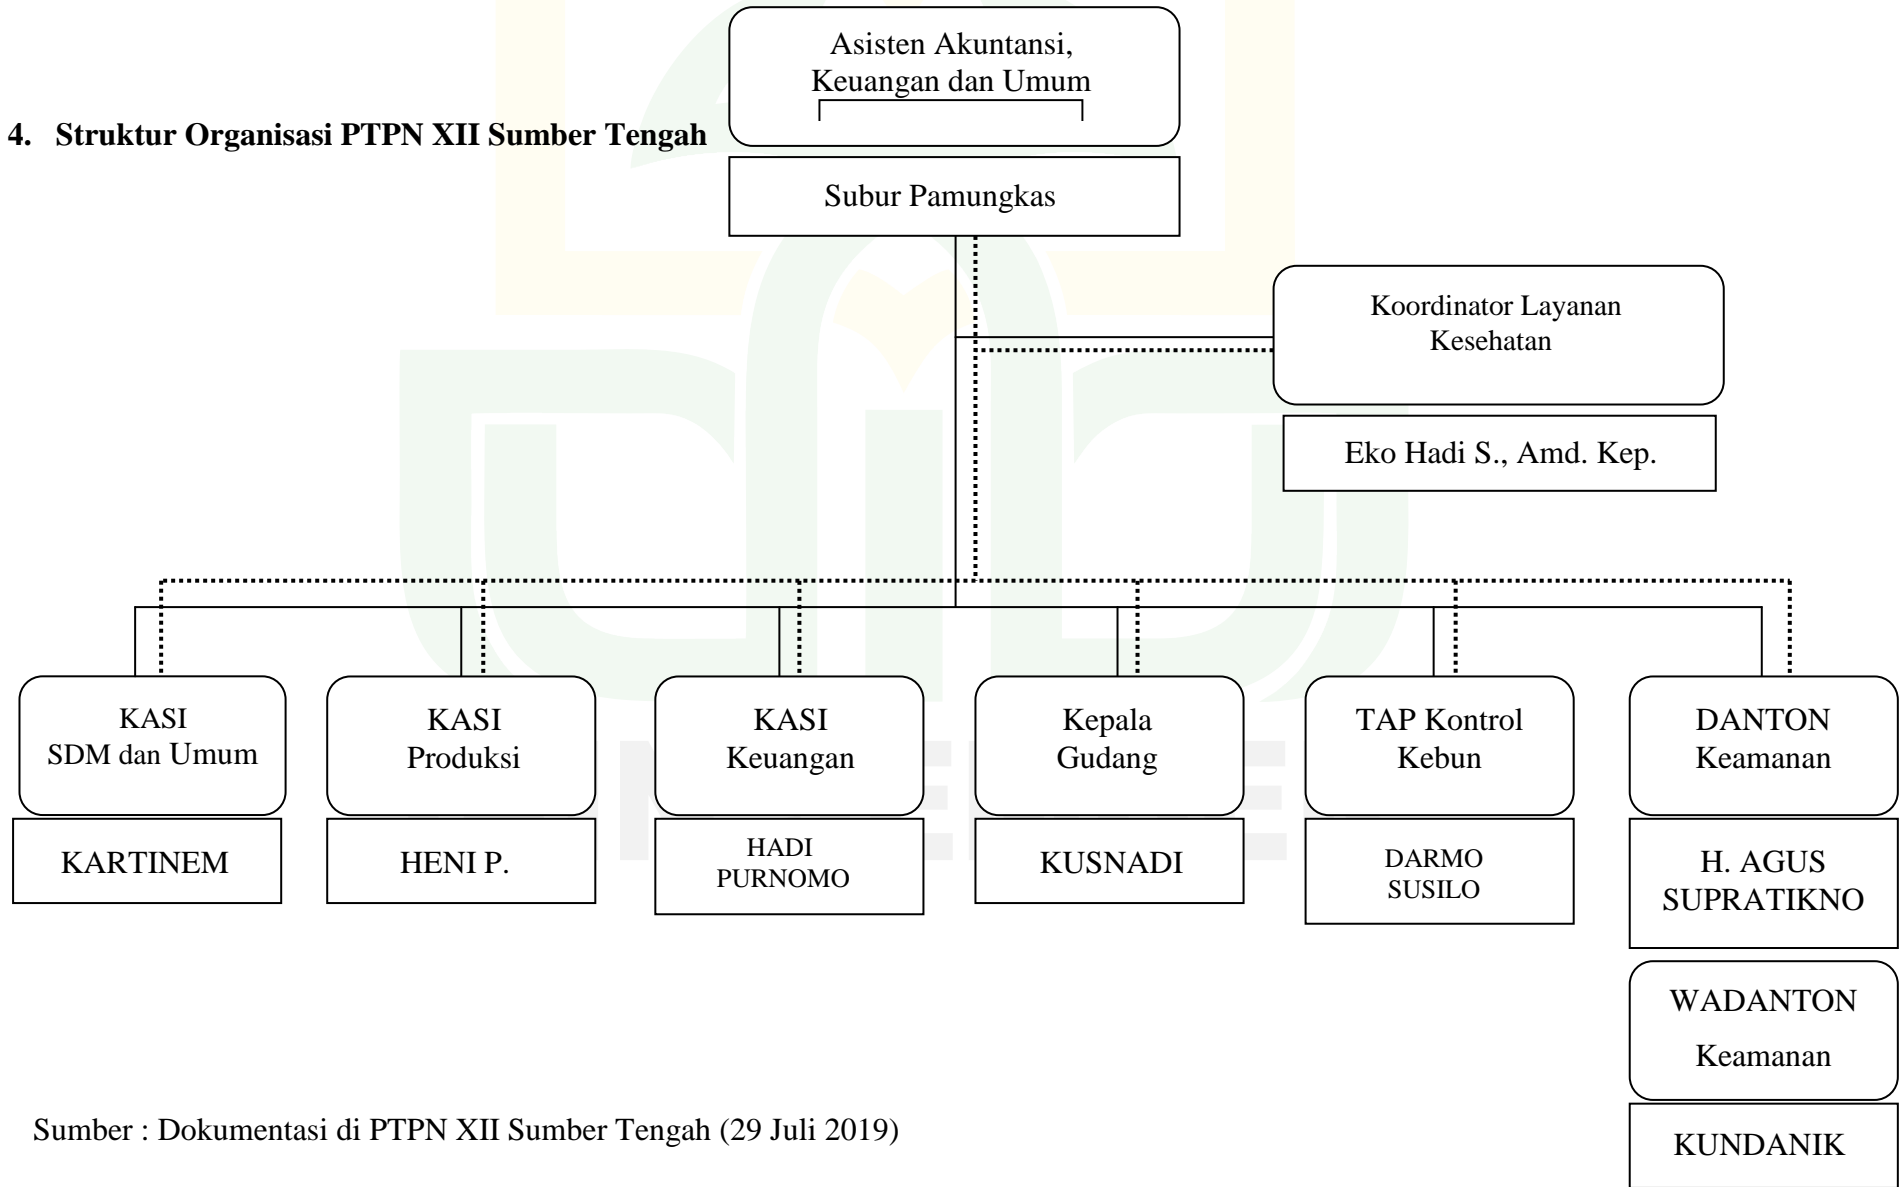 4. Struktur Organisasi PTPN XII Sumber Tengah
Asisten Akuntansi,
Keuangan dan Umum
Subur Pamungkas
Koordinator Layanan
Kesehatan
Eko Hadi S., Amd. Kep.
KASI
SDM dan Umum
KARTINEM
KASI
Produksi
HENI P.
KASI
Keuangan
HADI
PURNOMO
Kepala
Gudang
KUSNADI
TAP Kontrol
Kebun
DARMO
SUSILO
DANTON
Keamanan
H. AGUS
SUPRATIKNO
WADANTON
Keamanan
KUNDANIK
Sumber : Dokumentasi di PTPN XII Sumber Tengah (29 Juli 2019)